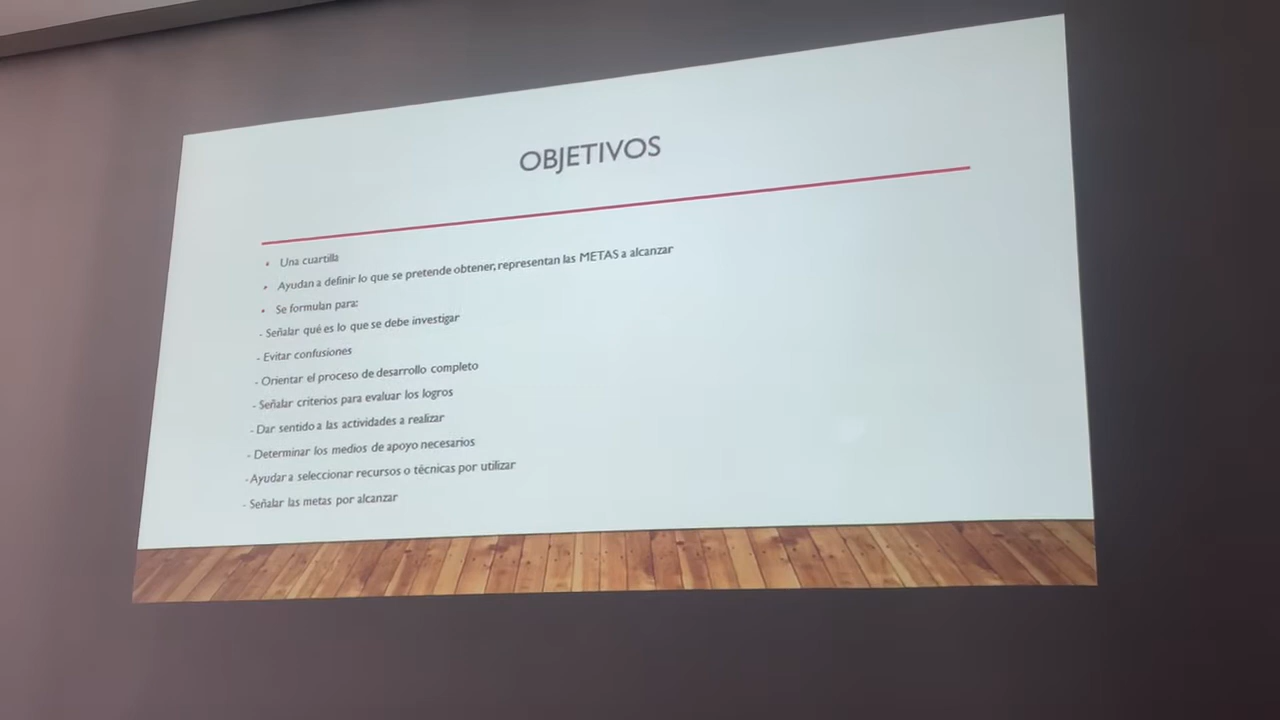 OBJETIVOS
• Una cuartilla
• Ayudan a definir lo que se pretende obtener, representan las METAS a alcanzar
• Se formulan para:
- Señalar qué es lo que se debe investigar
- Evitar confusiones
- Orientar el proceso de desarrollo completo
- Señalar criterios para evaluar los logros
- Dar sentido a las actividades a realizar
- Determinar los medios de apoyo necesarios
- Ayudar a seleccionar recursos o técnicas por utilizar
- Señalar las metas por alcanzar